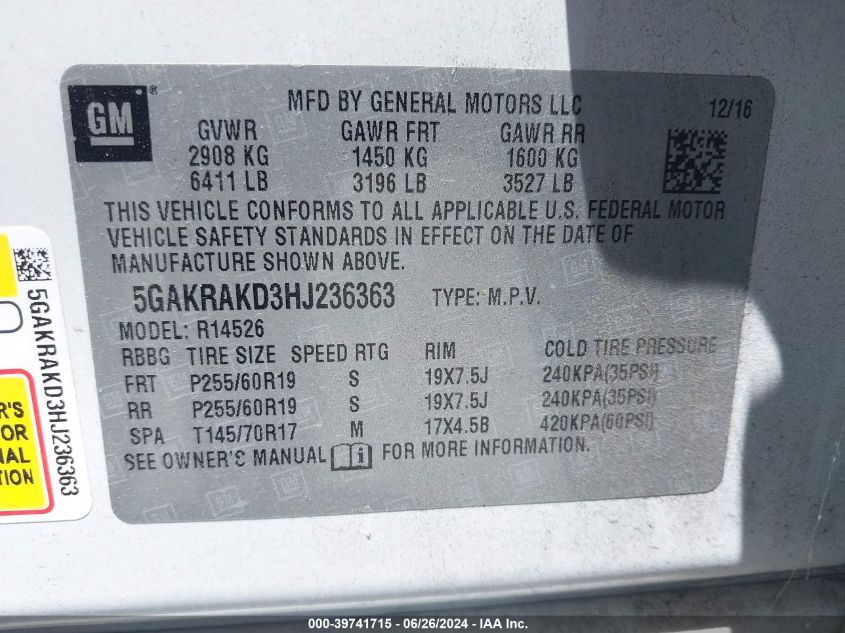 GM ®
MFD BY GENERAL MOTORS LLC 12/16
GVWR GAWR FRT GAWR RR
2908 KG 1450 KG 1600 KG
6411 LB 3196 LB 3527 LB
THIS VEHICLE CONFORMS TO ALL APPLICABLE U.S. FEDERAL MOTOR
VEHICLE SAFETY STANDARDS IN EFFECT ON THE DATE OF
MANUFACTURE SHOWN ABOVE.
5GAKRAKD3HJ236363 TYPE: M.P.V.
MODEL: R14526
RBBG TIRE SIZE SPEED RTG RIM COLD TIRE PRESSURE
FRT P255/60R19 S 19X7.5J 240KPA(35PSI)
RR P255/60R19 S 19X7.5J 240KPA(35PSI)
SPA T145/70R17 M 17X4.5B 420KPA(60PSI)
SEE OWNER'S MANUAL i FOR MORE INFORMATION.
5GAKRAKD3HJ236363
R'S
OR
NAL
TION
000-39741715 - 06/26/2024 - IAA Inc.